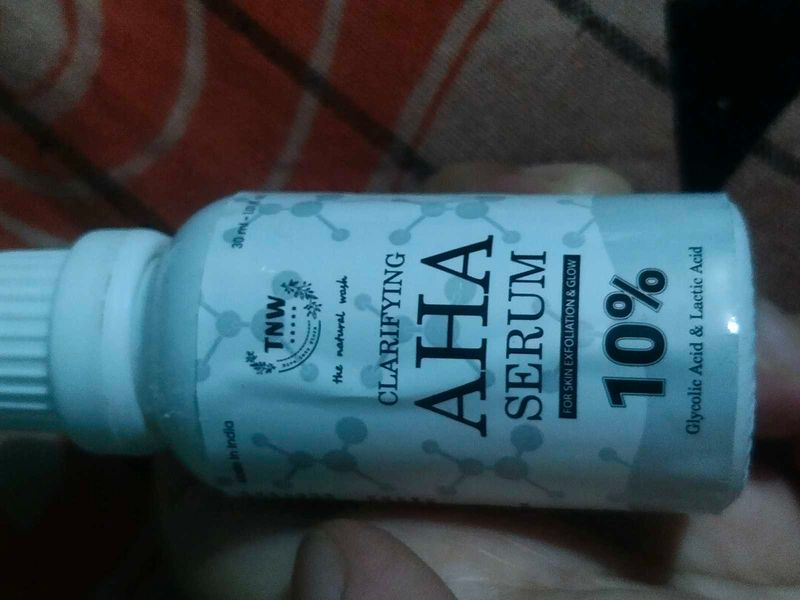 30 ml
TNW
the natural wash
Made in India
CLARIFYING
AHA
SERUM
FOR SKIN EXFOLIATION & GLOW
10%
Glycolic Acid & Lactic Acid